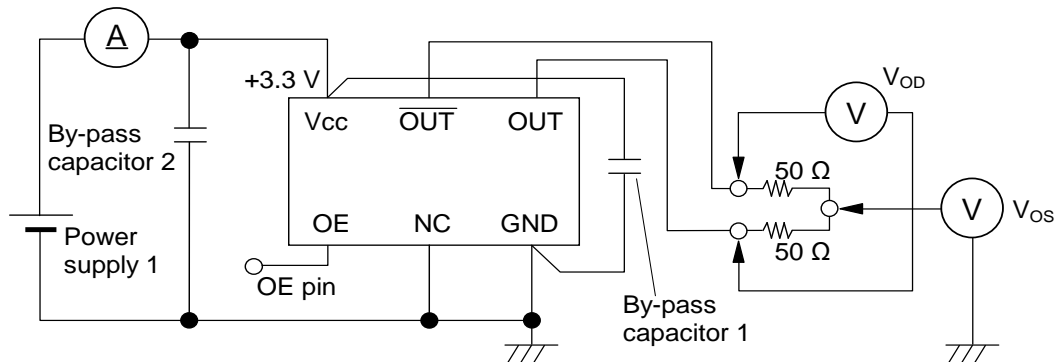 A
+3.3 V
By-pass
capacitor 2
Power
supply 1
Vcc
OUT
OUT
OE
NC
GND
OE pin
By-pass
capacitor 1
VOD
V
50 Ω
50 Ω
V
VOS